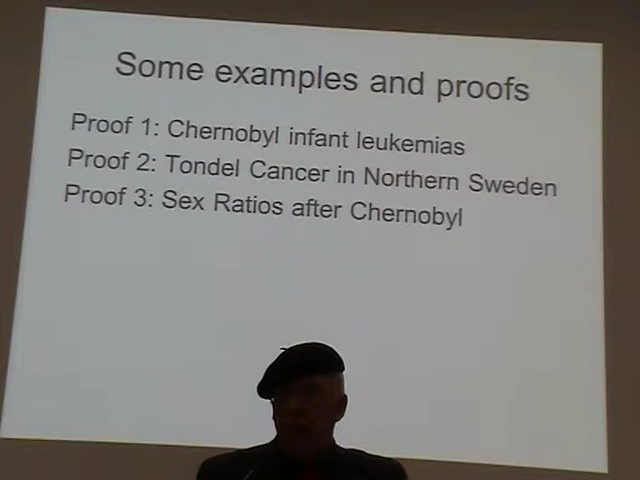 Some examples and proofs
Proof 1: Chernobyl infant leukemias
Proof 2: Tondel Cancer in Northern Sweden
Proof 3: Sex Ratios after Chernobyl